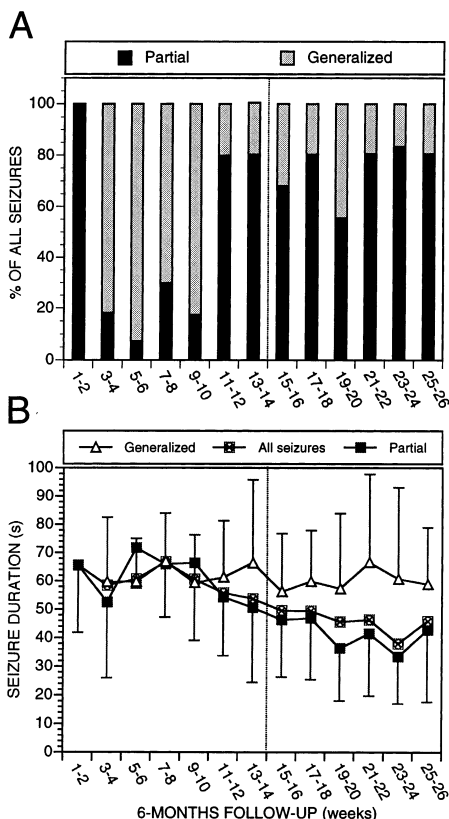 A
Partial Generalized
% OF ALL SEIZURES
100
80
60
40
20
0
1-2 3-4 5-6 7-8 9-10 11-12 13-14 15-16 17-18 19-20 21-22 23-24 25-26
B
Generalized All seizures Partial
SEIZURE DURATION (s)
100
90
80
70
60
50
40
30
20
10
0
1-2 3-4 5-6 7-8 9-10 11-12 13-14 15-16 17-18 19-20 21-22 23-24 25-26
6-MONTHS FOLLOW-UP (weeks)